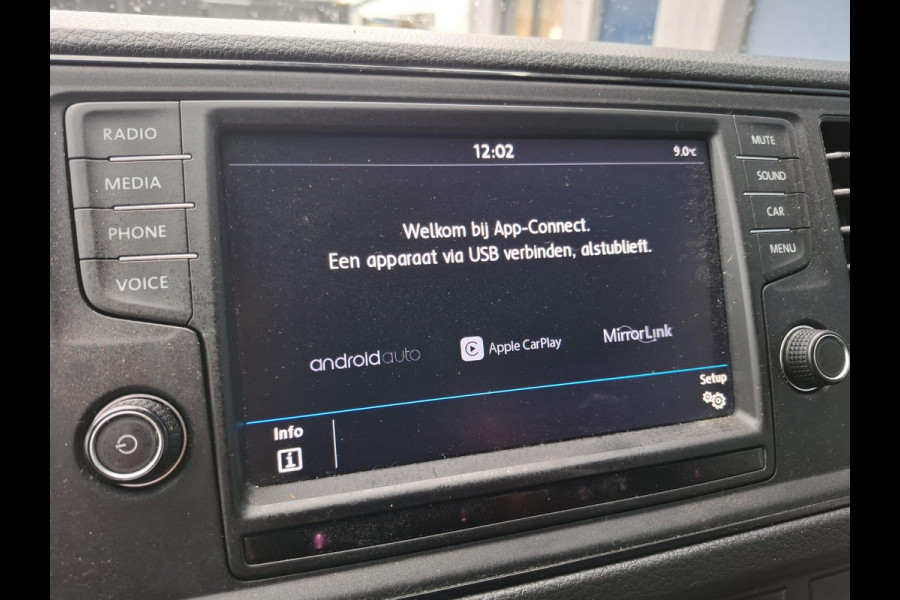 RADIO
MEDIA
PHONE
VOICE
12:02
9.0°C
Welkom bij App-Connect.
Een apparaat via USB verbinden, alstublieft.
androidauto
Apple CarPlay
MirrorLink
Info
i
Setup
MUTE
SOUND
CAR
MENU